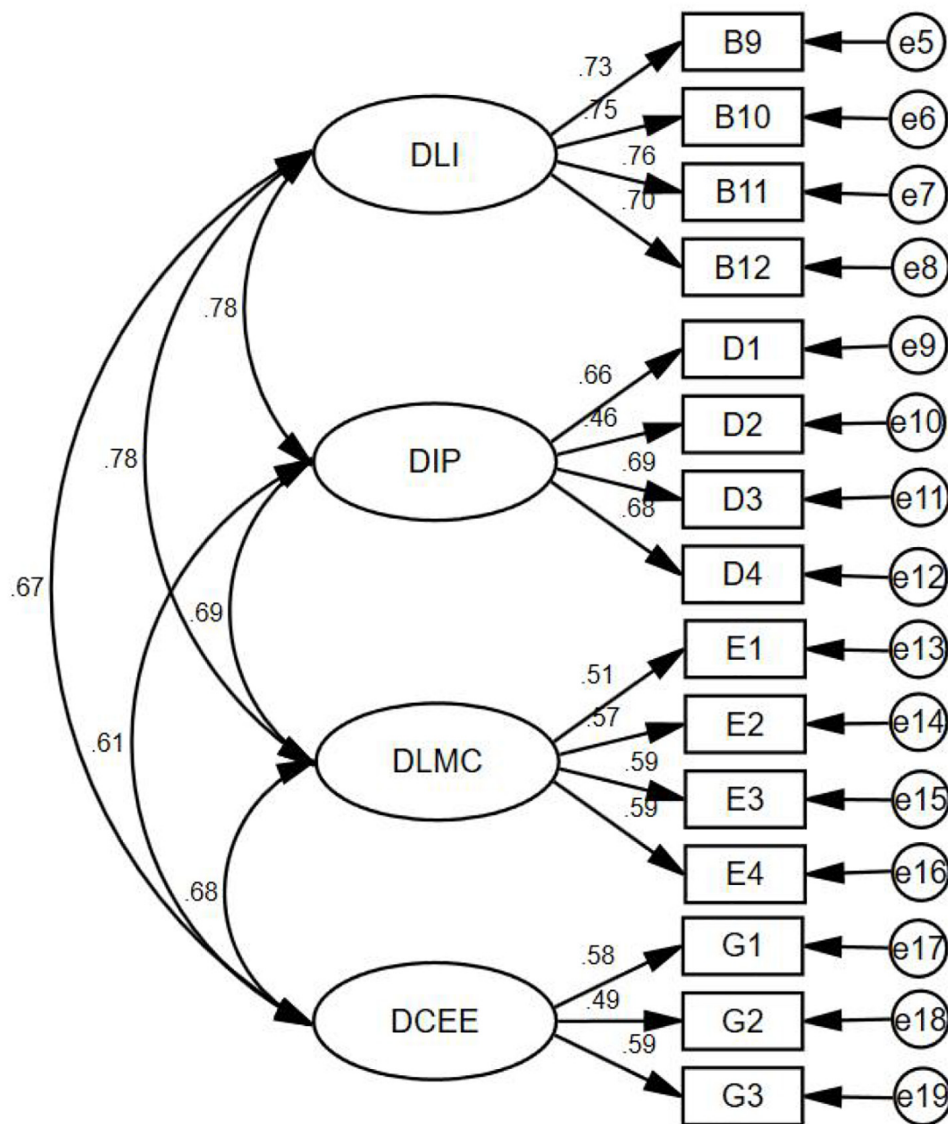 B9
e5
.73
.75
B10
e6
DLI
.76
B11
e7
.70
B12
e8
.78
D1
e9
.66
.46
D2
e10
DIP
.69
D3
e11
.78
.68
D4
e12
.67
.69
E1
e13
.51
.57
E2
e14
.61
DLMC
.59
E3
e15
.59
E4
e16
.68
G1
e17
.58
.49
G2
e18
DCEE
.59
G3
e19